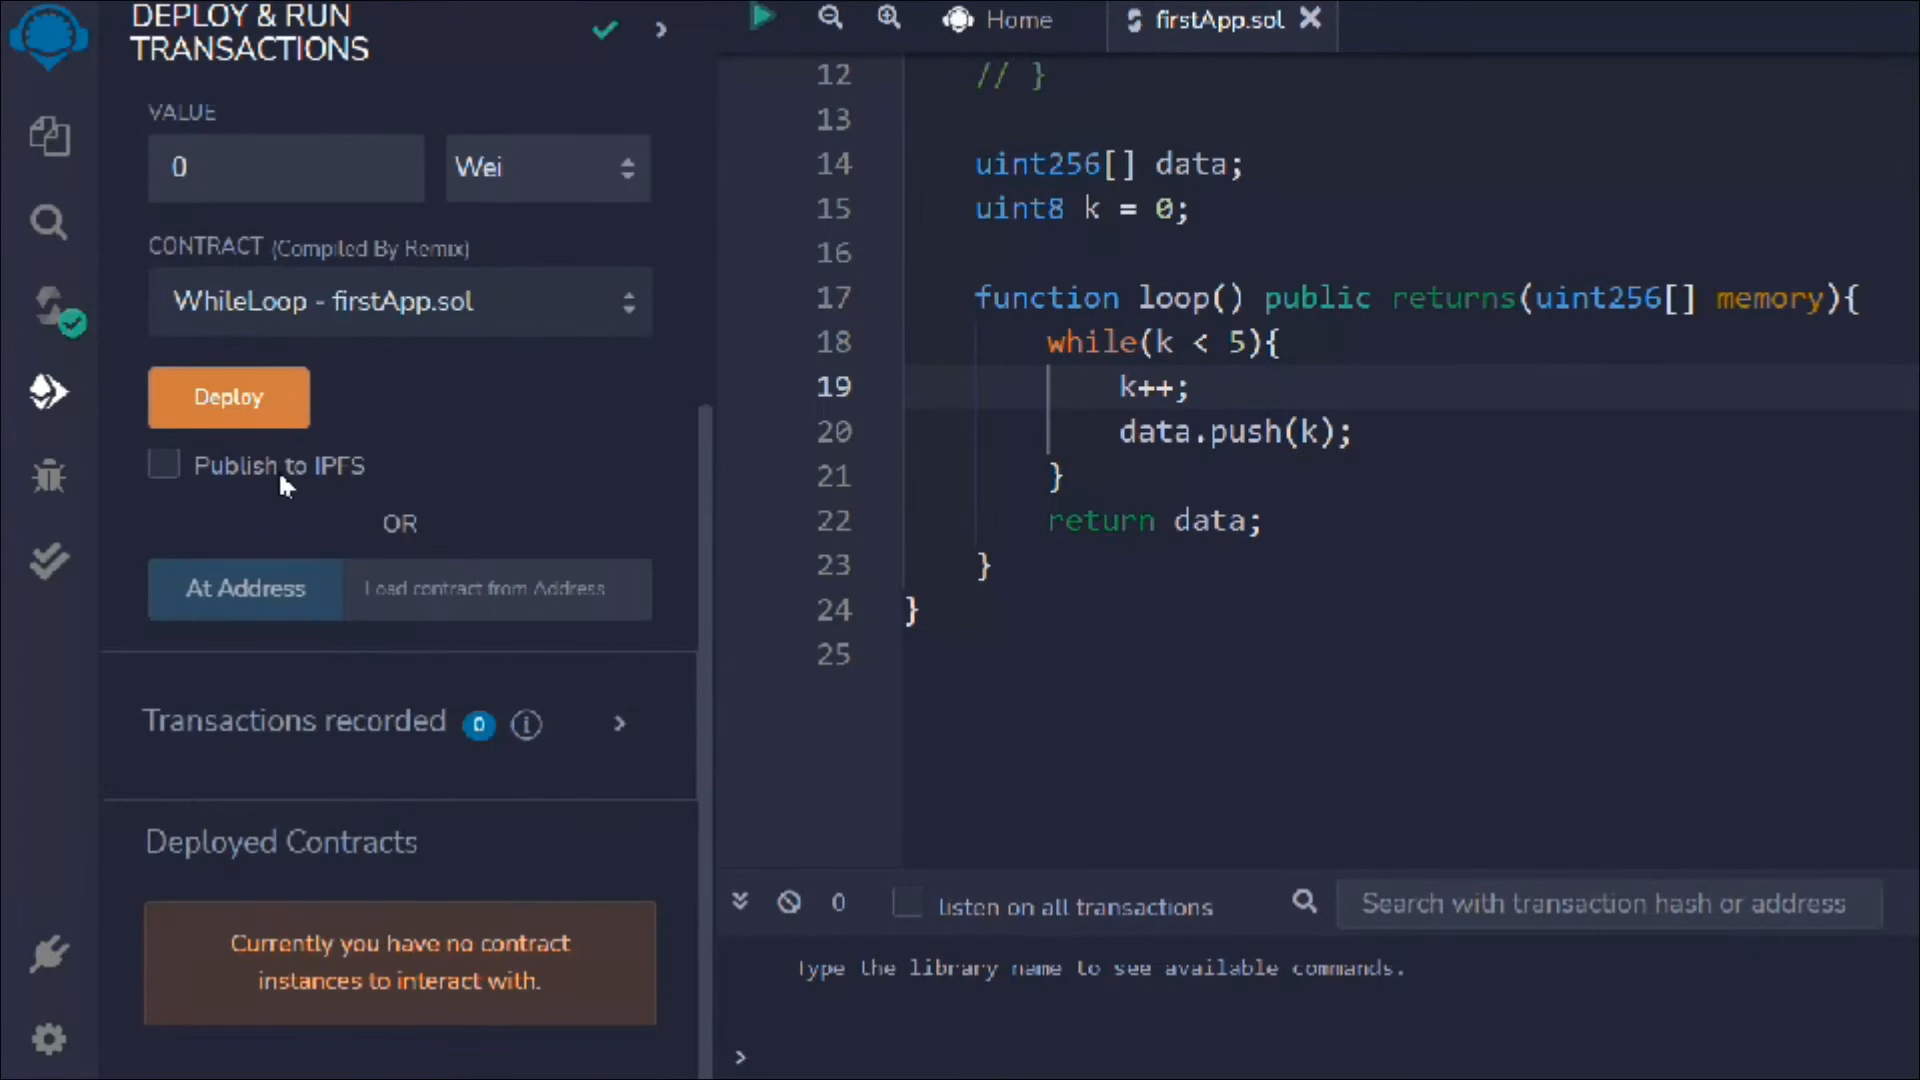 DEPLOY & RUN
TRANSACTIONS
VALUE
0
Wei
CONTRACT (Compiled By Remix)
WhileLoop - firstApp.sol
Deploy
Publish to IPFS
OR
At Address
Load contract from Address
Transactions recorded 0 i
Deployed Contracts
Currently you have no contract
instances to interact with.
Home
firstApp.sol
12 // }
13
14 uint256[] data;
15 uint8 k = 0;
16
17 function loop() public returns(uint256[] memory){
18 while(k < 5){
19 k++;
20 data.push(k);
21 }
22 return data;
23 }
24 }
25
0
listen on all transactions
Search with transaction hash or address
Type the library name to see available commands.
>